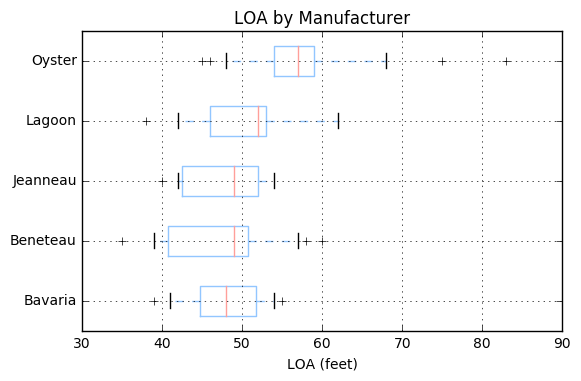 LOA by Manufacturer
Oyster
Lagoon
Jeanneau
Beneteau
Bavaria
30 40 50 60 70 80 90
LOA (feet)